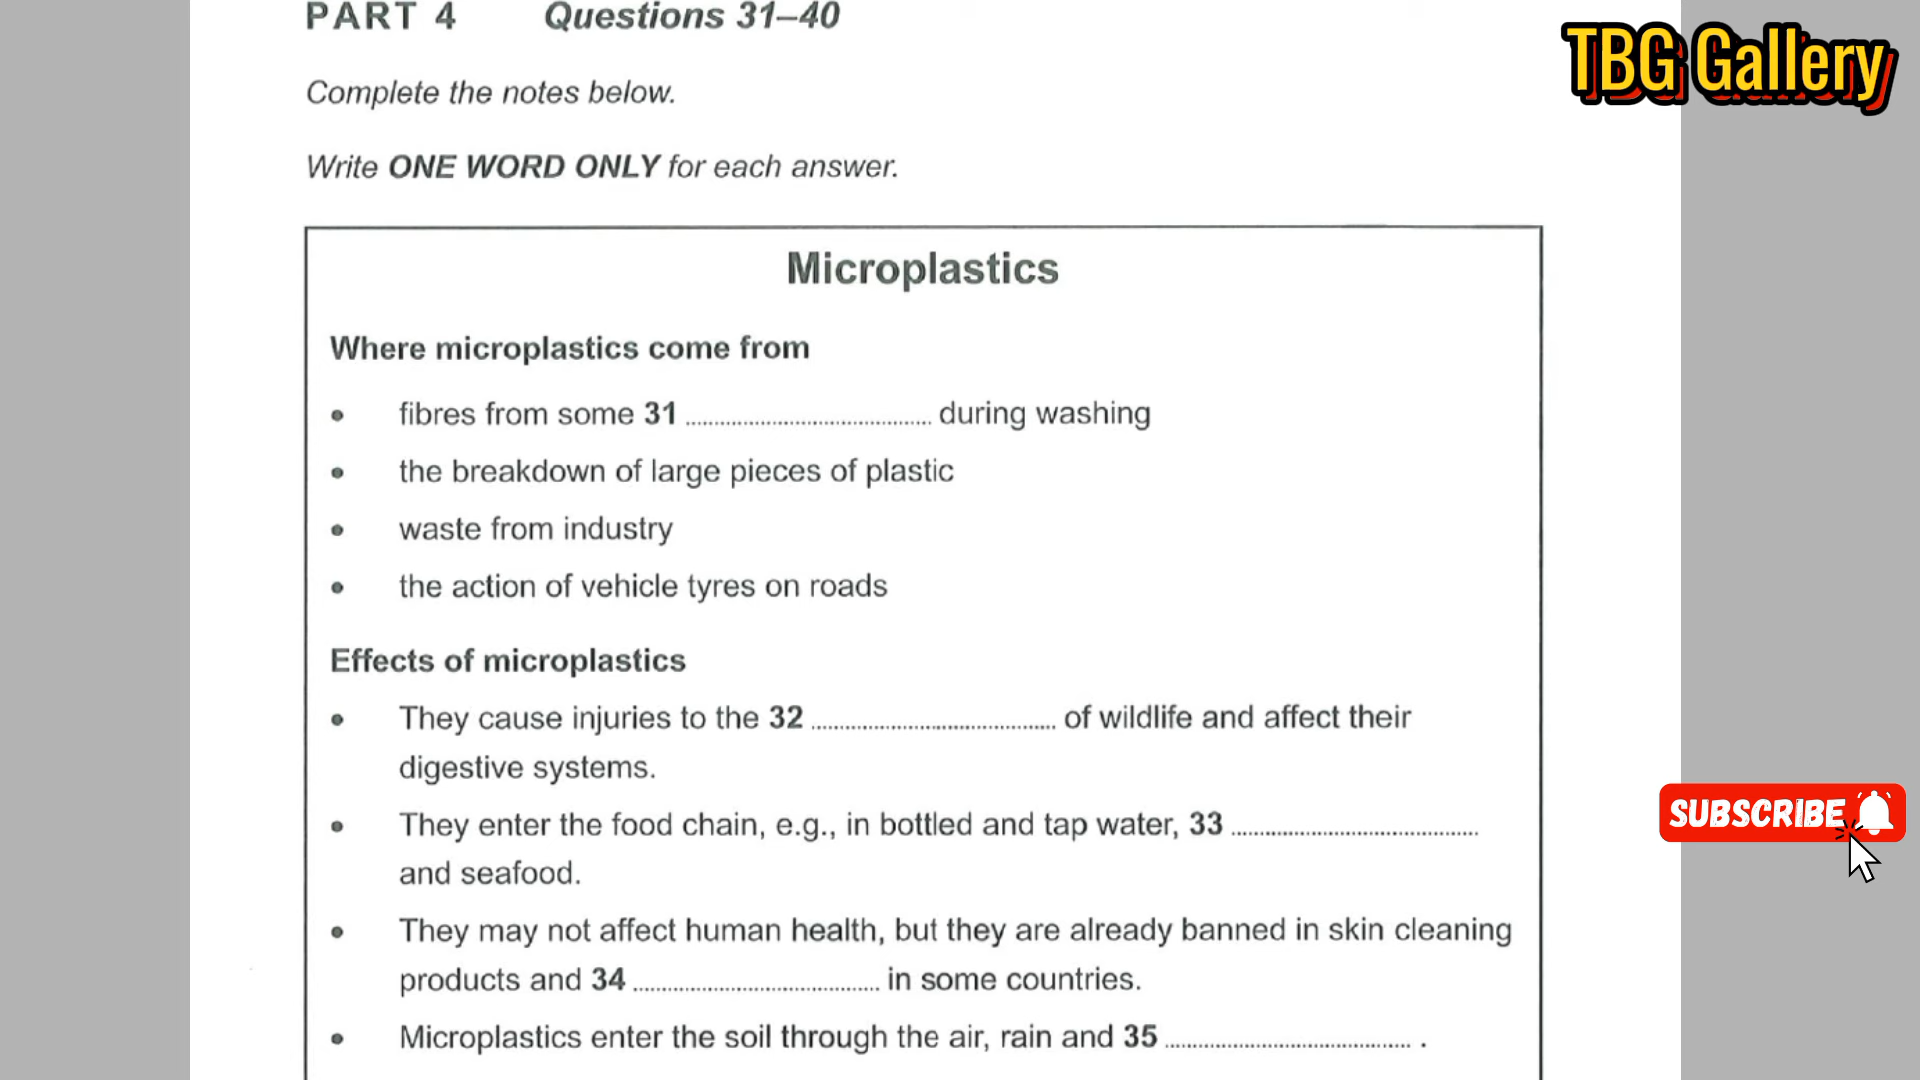 PART 4 Questions 31–40
TBG Gallery
Complete the notes below.
Write ONE WORD ONLY for each answer.
Microplastics
Where microplastics come from
• fibres from some 31 ........................................ during washing
• the breakdown of large pieces of plastic
• waste from industry
• the action of vehicle tyres on roads
Effects of microplastics
• They cause injuries to the 32 ........................................ of wildlife and affect their
digestive systems.
• They enter the food chain, e.g., in bottled and tap water, 33 ........................................
and seafood.
SUBSCRIBE
• They may not affect human health, but they are already banned in skin cleaning
products and 34 ........................................ in some countries.
• Microplastics enter the soil through the air, rain and 35 ........................................ .